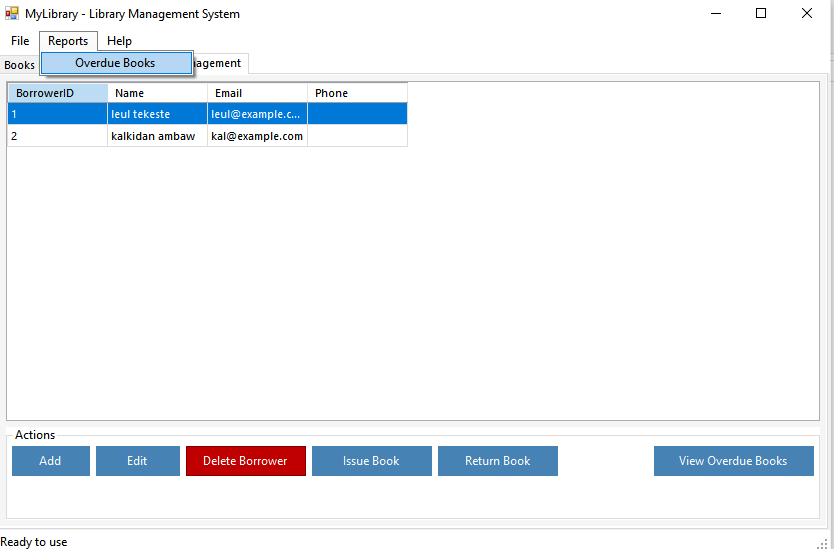 MyLibrary - Library Management System
File Reports Help
Books Overdue Books agement
BorrowerID Name Email Phone
1 leul tekeste leul@example.c...
2 kalkidan ambaw kal@example.com
Actions
Add Edit Delete Borrower Issue Book Return Book View Overdue Books
Ready to use